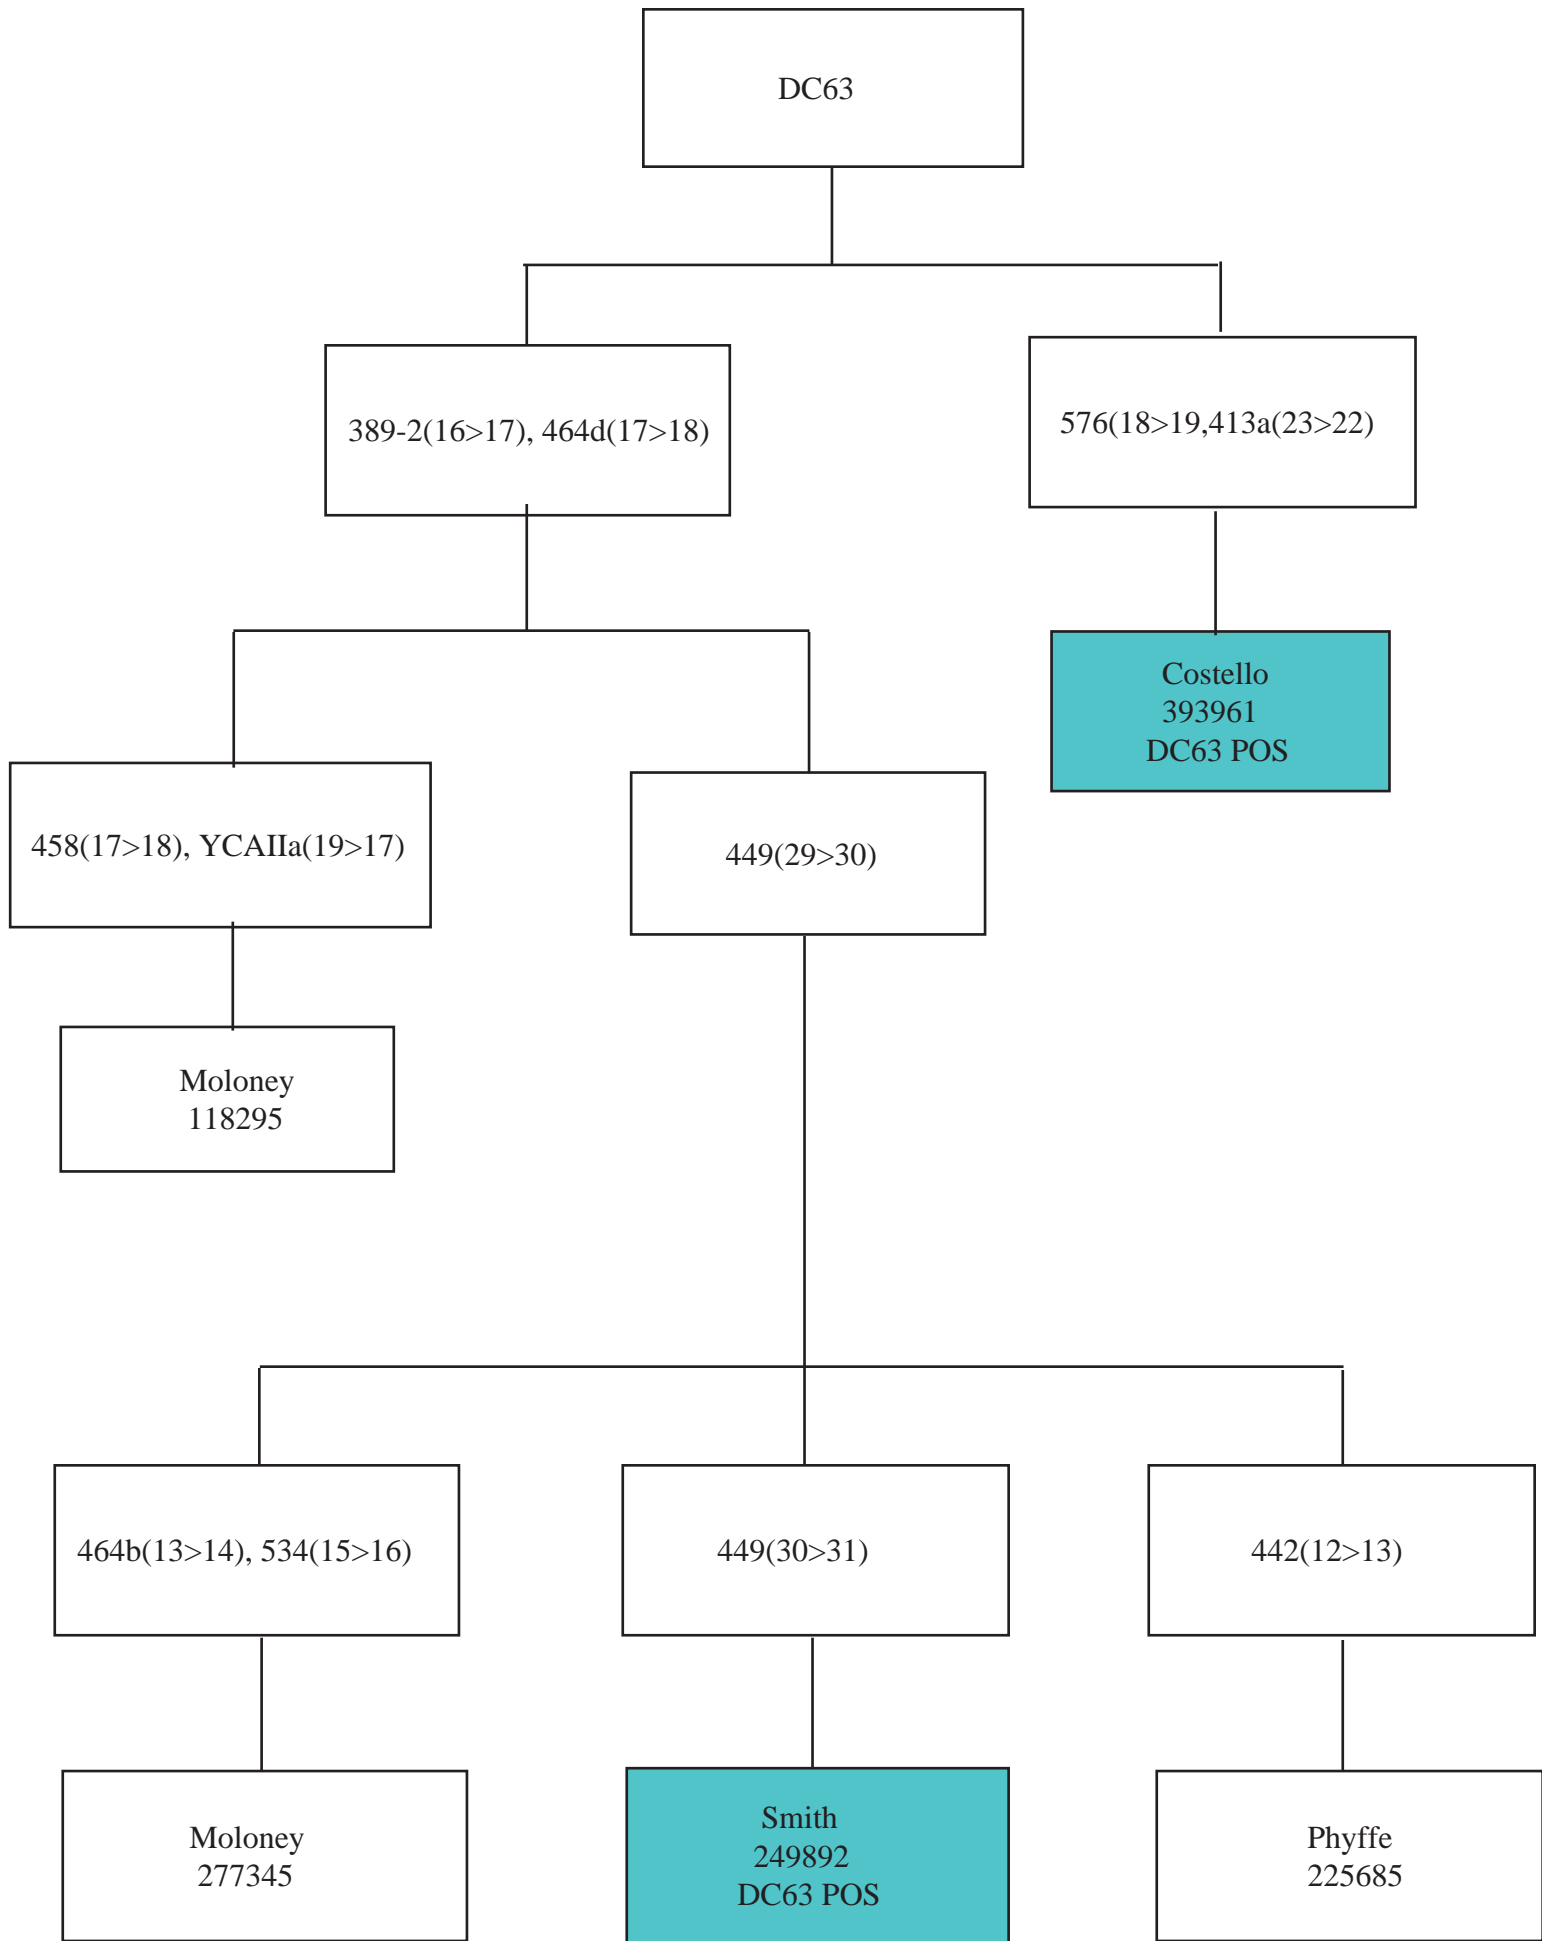 DC63
389-2(16>17), 464d(17>18)
576(18>19,413a(23>22)
Costello
393961
DC63 POS
458(17>18), YCAIIa(19>17)
449(29>30)
Moloney
118295
464b(13>14), 534(15>16)
449(30>31)
442(12>13)
Moloney
277345
Smith
249892
DC63 POS
Phyffe
225685